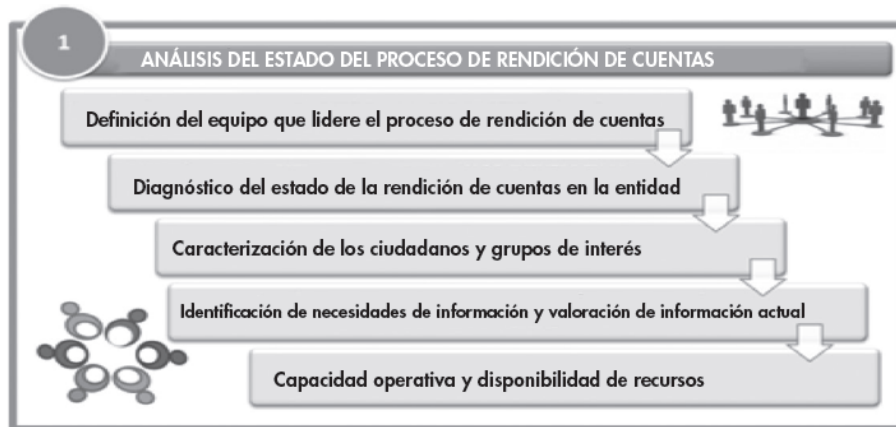 1
ANÁLISIS DEL ESTADO DEL PROCESO DE RENDICIÓN DE CUENTAS
Definición del equipo que lidere el proceso de rendición de cuentas
Diagnóstico del estado de la rendición de cuentas en la entidad
Caracterización de los ciudadanos y grupos de interés
Identificación de necesidades de información y valoración de información actual
Capacidad operativa y disponibilidad de recursos